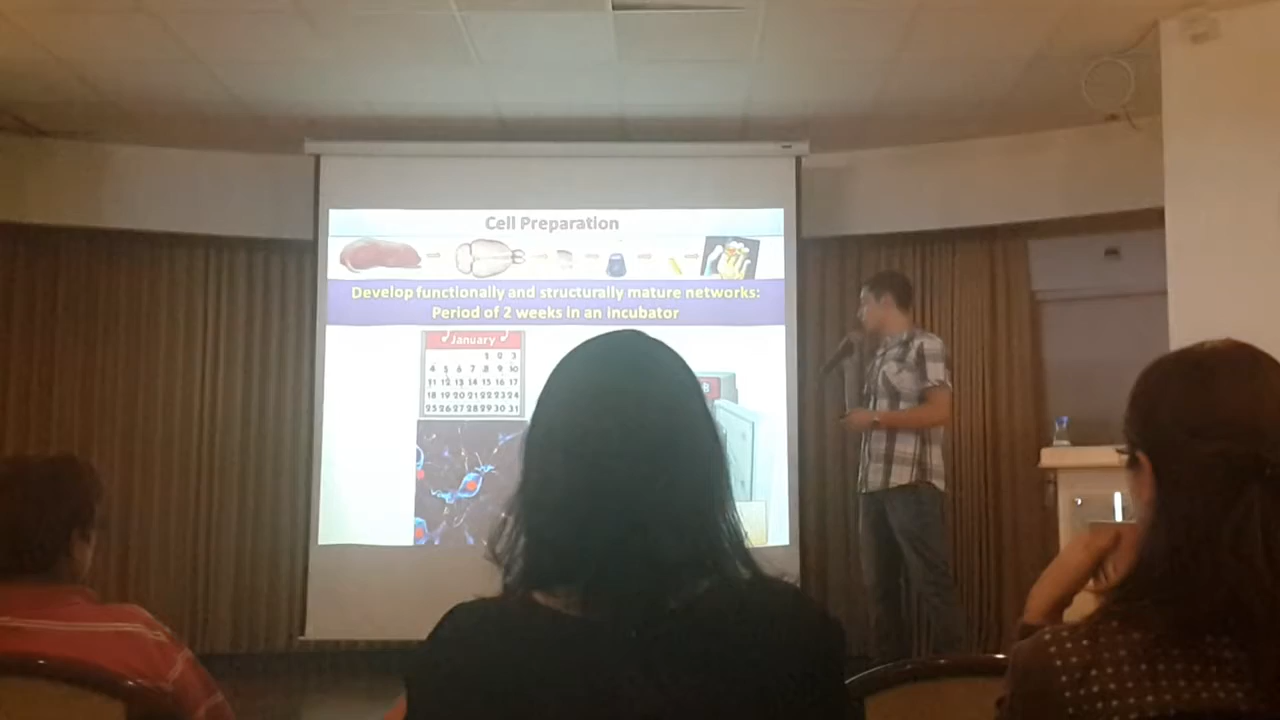 Cell Preparation
Develop functionally and structurally mature networks:
Period of 2 weeks in an incubator
January
1 2 3
4 5 6 7 8 9 10
11 12 13 14 15 16 17
18 19 20 21 22 23 24
25 26 27 28 29 30 31